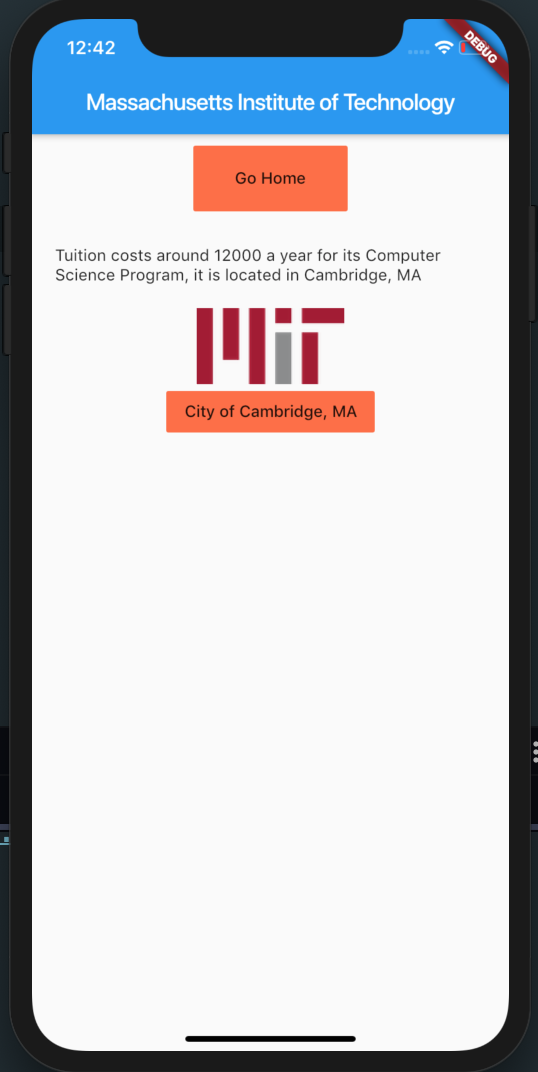 12:42
DEBUG
Massachusetts Institute of Technology
Go Home
Tuition costs around 12000 a year for its Computer
Science Program, it is located in Cambridge, MA
MIT
City of Cambridge, MA